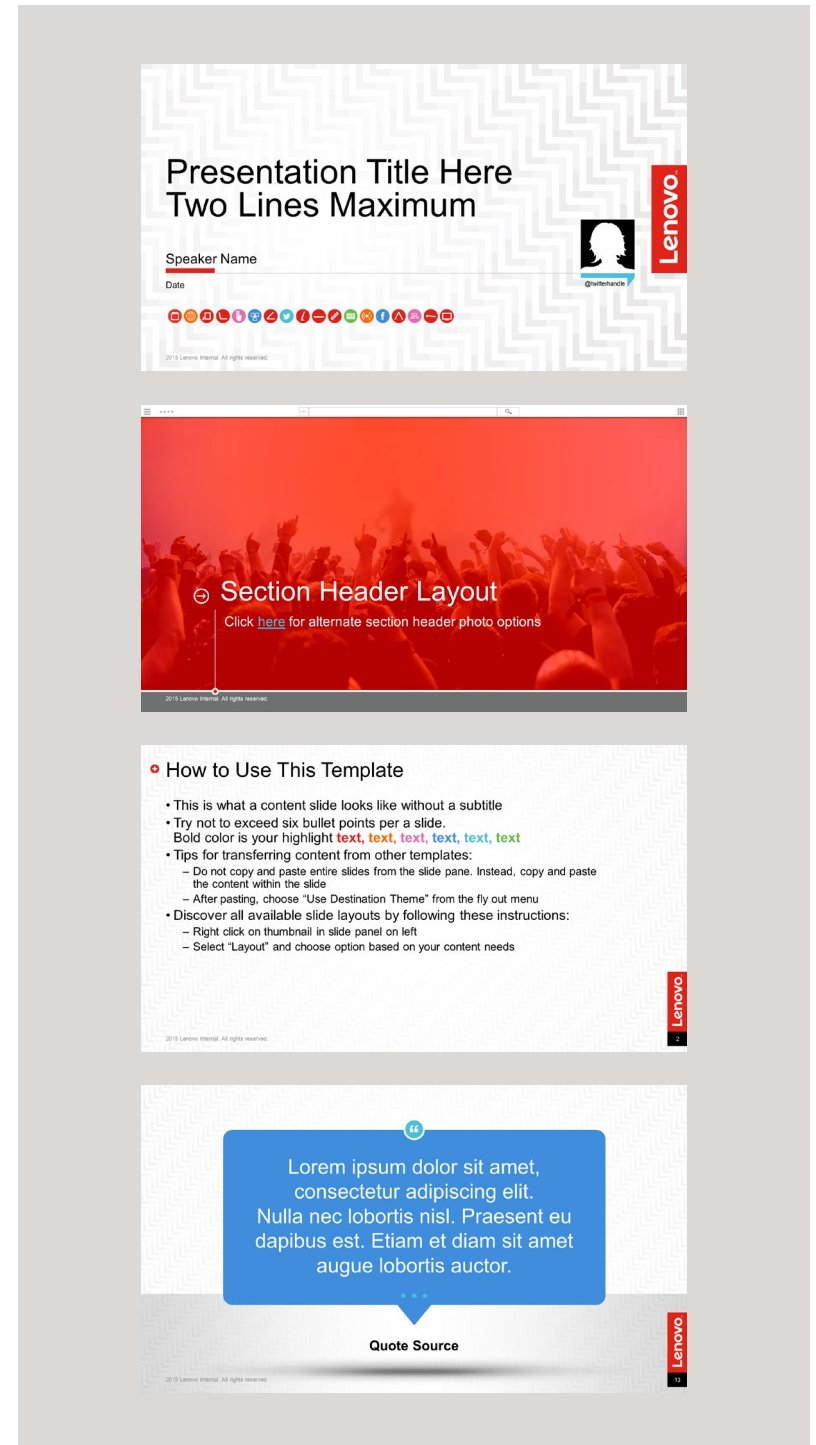 Presentation Title Here
Two Lines Maximum
Lenovo
Speaker Name
@twitterhandle
Date
2015 Lenovo Internal. All rights reserved.
Section Header Layout
Click here for alternate section header photo options
2015 Lenovo Internal. All rights reserved.
How to Use This Template
• This is what a content slide looks like without a subtitle
• Try not to exceed six bullet points per a slide.
Bold color is your highlight text, text, text, text, text, text
• Tips for transferring content from other templates:
– Do not copy and paste entire slides from the slide pane. Instead, copy and paste
the content within the slide
– After pasting, choose “Use Destination Theme” from the fly out menu
• Discover all available slide layouts by following these instructions:
– Right click on thumbnail in slide panel on left
– Select “Layout” and choose option based on your content needs
Lenovo
2015 Lenovo Internal. All rights reserved.
2
Lorem ipsum dolor sit amet,
consectetur adipiscing elit.
Nulla nec lobortis nisl. Praesent eu
dapibus est. Etiam et diam sit amet
augue lobortis auctor.
Quote Source
Lenovo
2015 Lenovo Internal. All rights reserved.
13